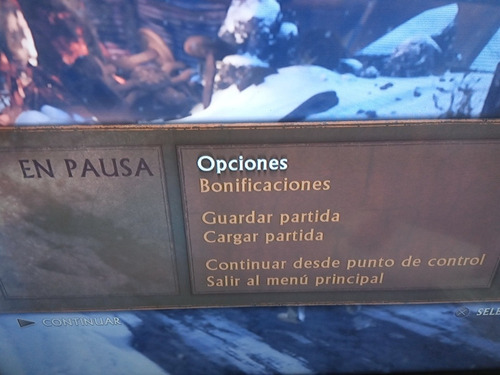 EN PAUSA
Opciones
Bonificaciones
Guardar partida
Cargar partida
Continuar desde punto de control
Salir al menú principal
CONTINUAR